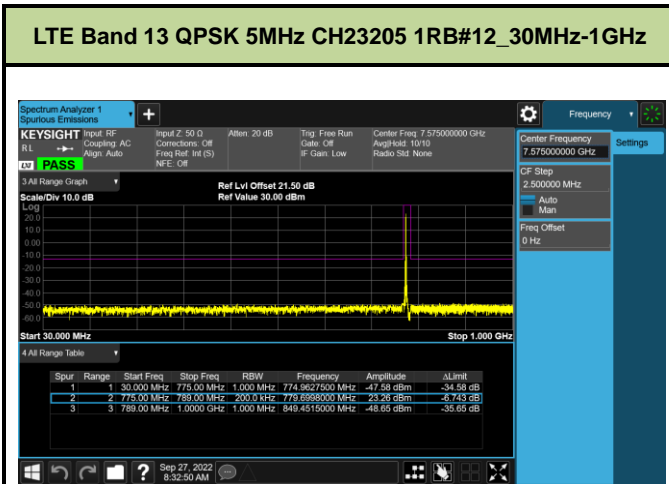 LTE Band 13 QPSK 5MHz CH23205 1RB#12_30MHz-1GHz
Spectrum Analyzer 1
Spurious Emissions
+
Frequency
KEYSIGHT Input: RF Input Z: 50 Ω Atten: 20 dB Trig: Free Run Center Freq: 7.575000000 GHz
RL Coupling: AC Corrections: Off Gate: Off Avg|Hold: 10/10
Align: Auto Freq Ref: Int (S) IF Gain: Low Radio Std: None
LXI PASS NFE: Off
Center Frequency
7.575000000 GHz
Settings
CF Step
2.500000 MHz
Auto
Man
Freq Offset
0 Hz
3 All Range Graph
Ref Lvl Offset 21.50 dB
Scale/Div 10.0 dB Ref Value 30.00 dBm
Log
20.0
10.0
0.00
-10.0
-20.0
-30.0
-40.0
-50.0
-60.0
Start 30.000 MHz Stop 1.000 GHz
4 All Range Table
Spur Range Start Freq Stop Freq RBW Frequency Amplitude ΔLimit
1 1 30.000 MHz 775.00 MHz 1.000 MHz 774.9627500 MHz -47.58 dBm -34.58 dB
2 2 775.00 MHz 789.00 MHz 200.0 kHz 779.6998000 MHz 23.26 dBm -6.743 dB
3 3 789.00 MHz 1.0000 GHz 1.000 MHz 849.4515000 MHz -48.65 dBm -35.65 dB
?
Sep 27, 2022
8:32:50 AM